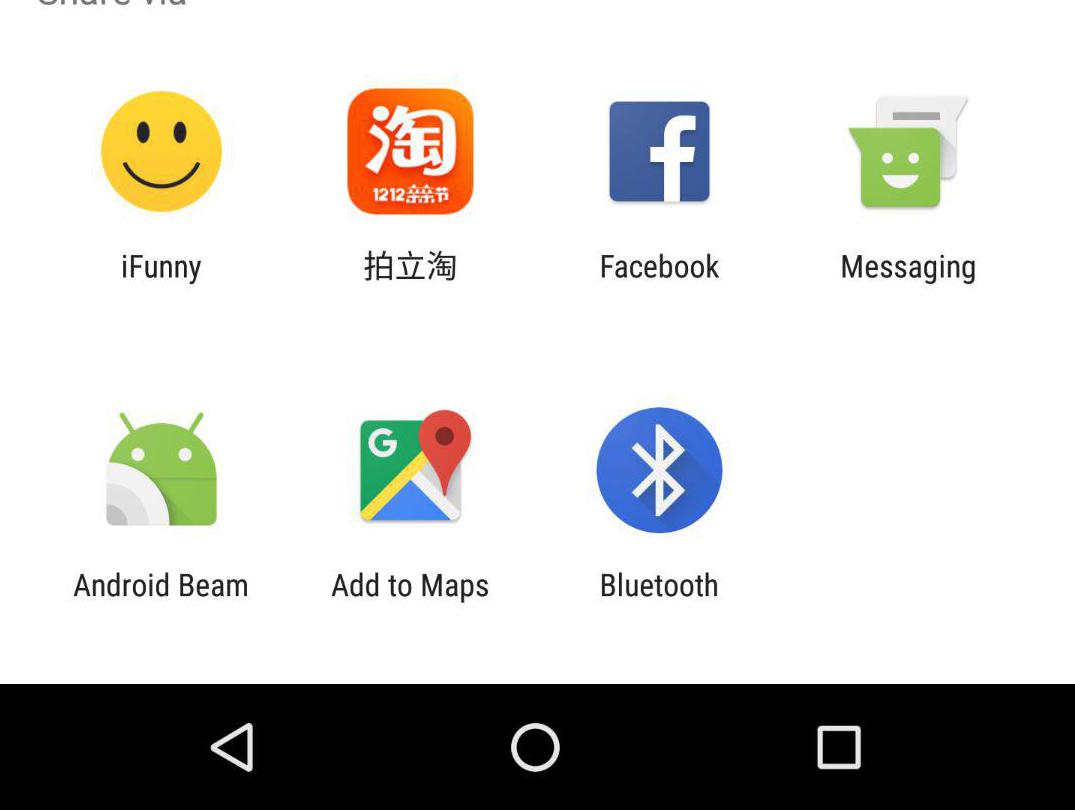 Share via
iFunny
淘
1212亲亲节
拍立淘
Facebook
Messaging
G
Android Beam
Add to Maps
Bluetooth